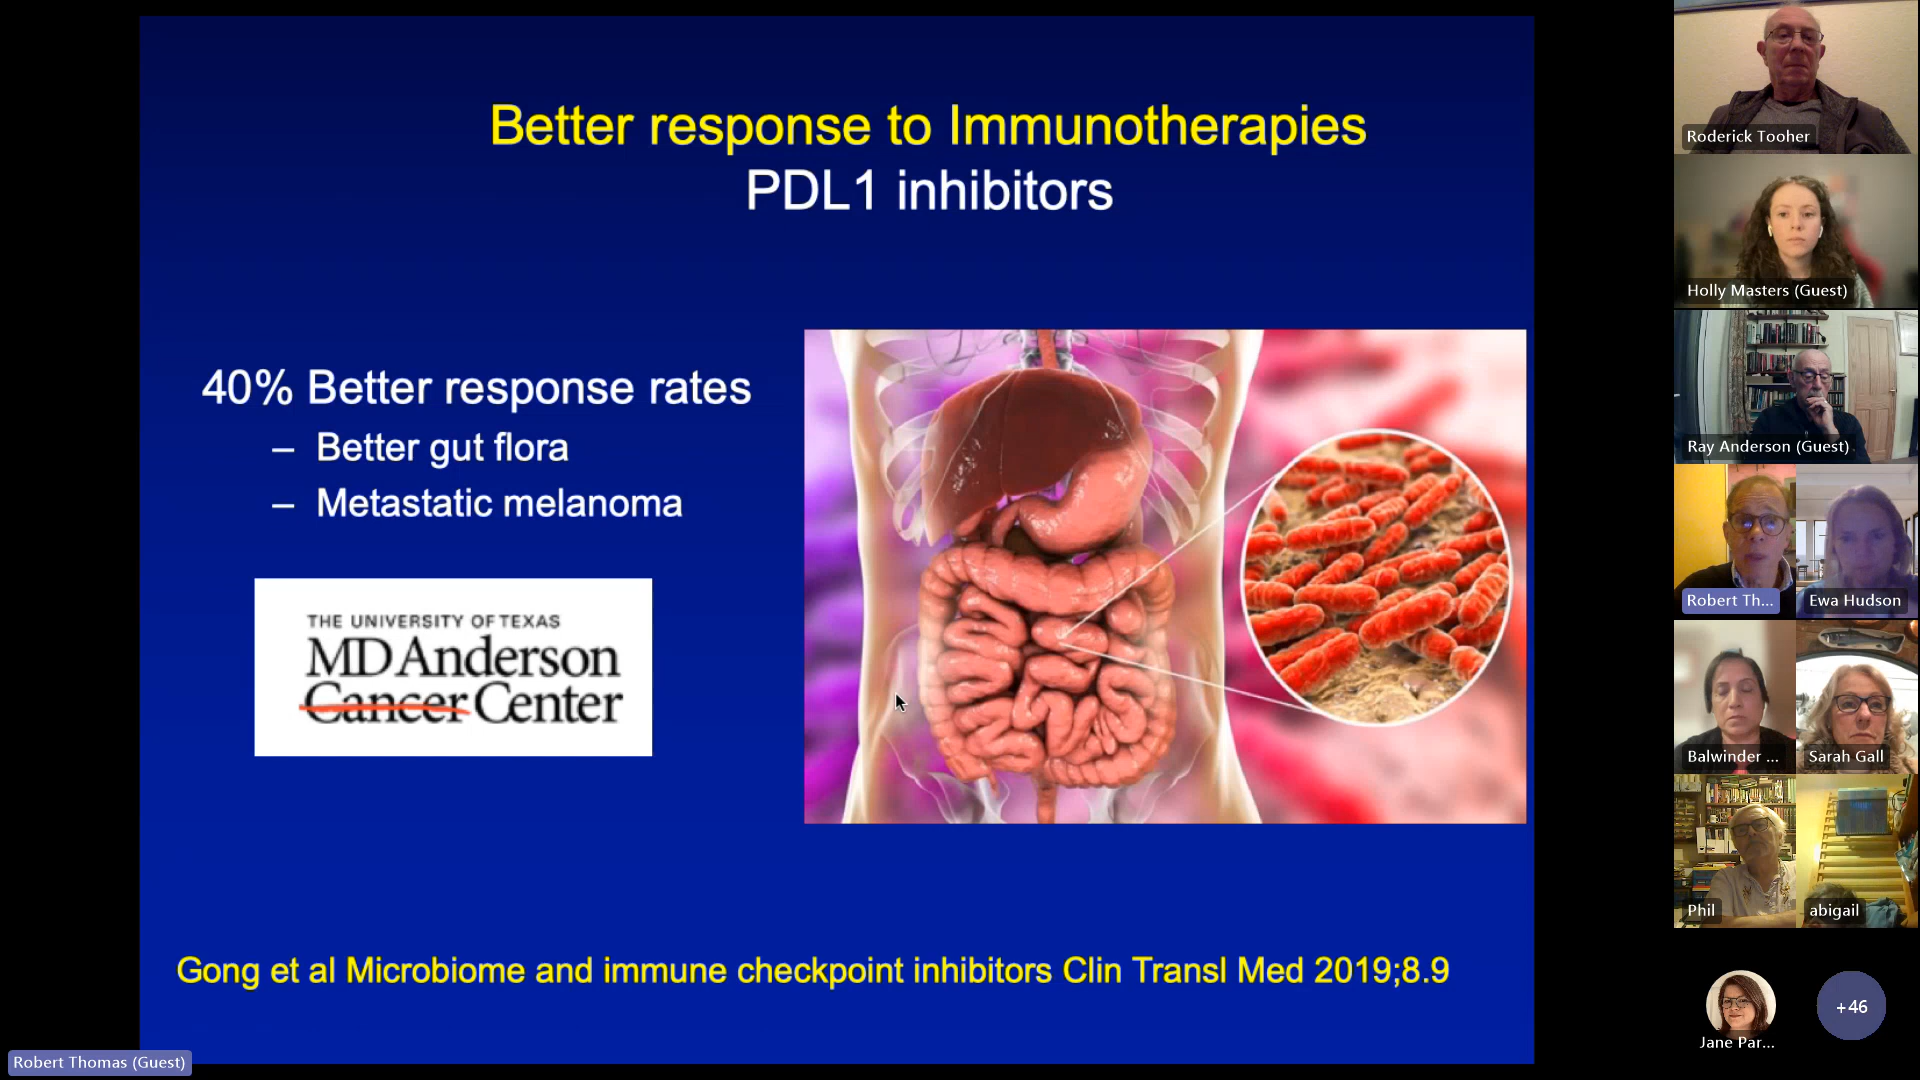 Better response to Immunotherapies
PDL1 inhibitors
40% Better response rates
– Better gut flora
– Metastatic melanoma
THE UNIVERSITY OF TEXAS
MD Anderson
Cancer Center
Gong et al Microbiome and immune checkpoint inhibitors Clin Transl Med 2019;8.9
Robert Thomas (Guest)
Roderick Tooher
Holly Masters (Guest)
Ray Anderson (Guest)
Robert Th...
Ewa Hudson
Balwinder ...
Sarah Gall
Phil
abigail
Jane Par...
+46